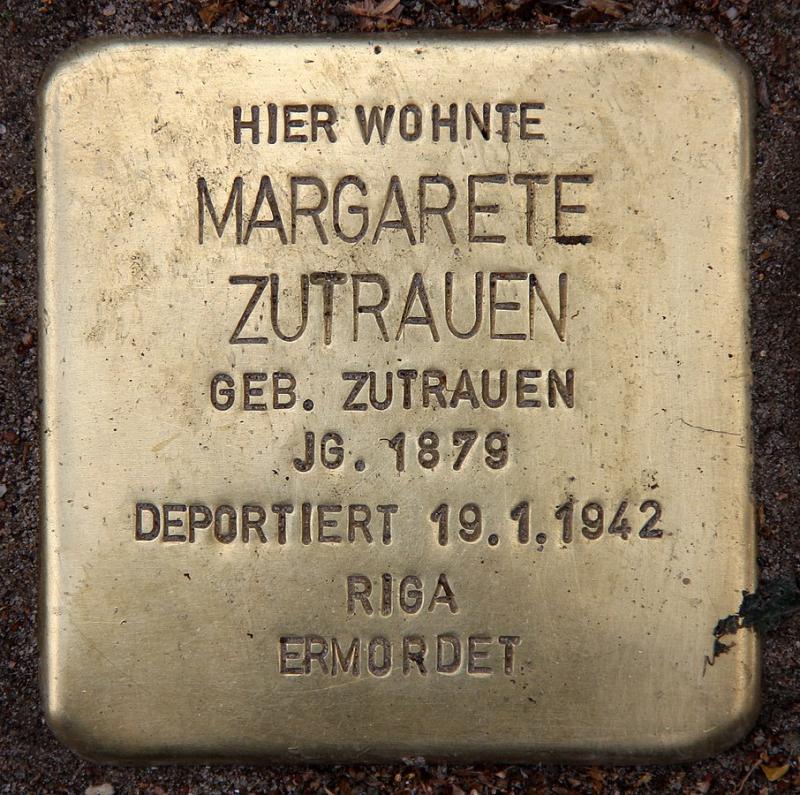 HIER WOHNTE
MARGARETE
ZUTRAUEN
GEB. ZUTRAUEN
JG. 1879
DEPORTIERT 19.1.1942
RIGA
ERMORDET